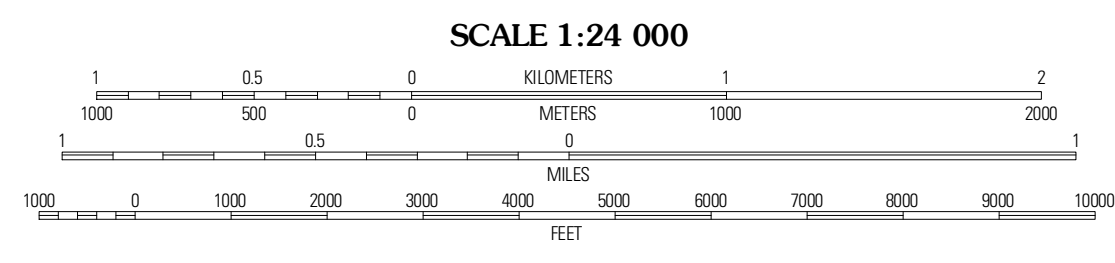 SCALE 1:24 000
1 0.5 0 KILOMETERS 1 2
1000 500 0 METERS 1000 2000
1 0.5 0 1
MILES
1000 0 1000 2000 3000 4000 5000 6000 7000 8000 9000 10000
FEET